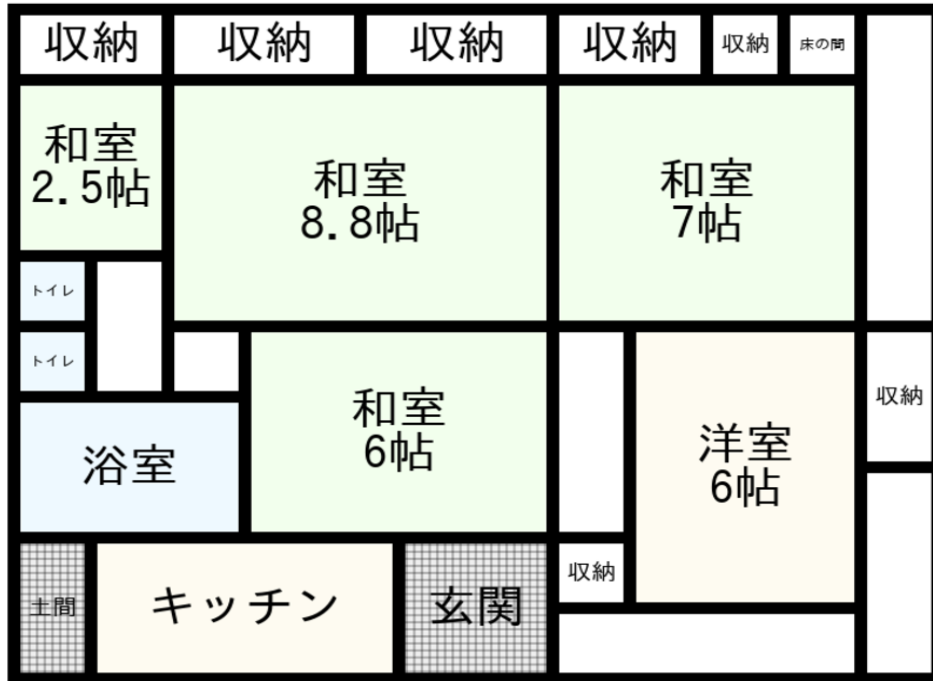 収納
収納
収納
収納
収納
床の間
和室
2.5帖
和室
8.8帖
和室
7帖
トイレ
トイレ
和室
6帖
洋室
6帖
収納
浴室
収納
土間
キッチン
玄関